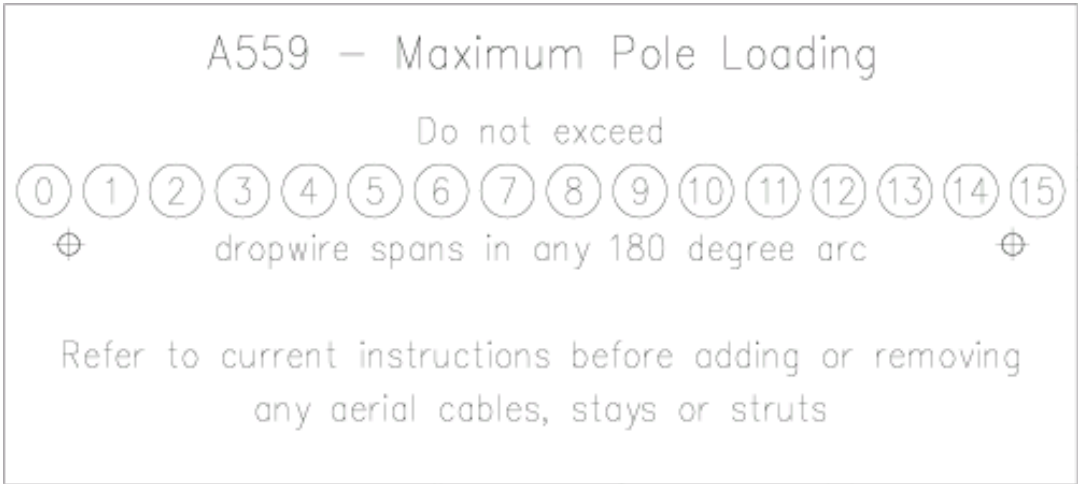 A559 – Maximum Pole Loading
Do not exceed
0 1 2 3 4 5 6 7 8 9 10 11 12 13 14 15
dropwire spans in any 180 degree arc
Refer to current instructions before adding or removing
any aerial cables, stays or struts